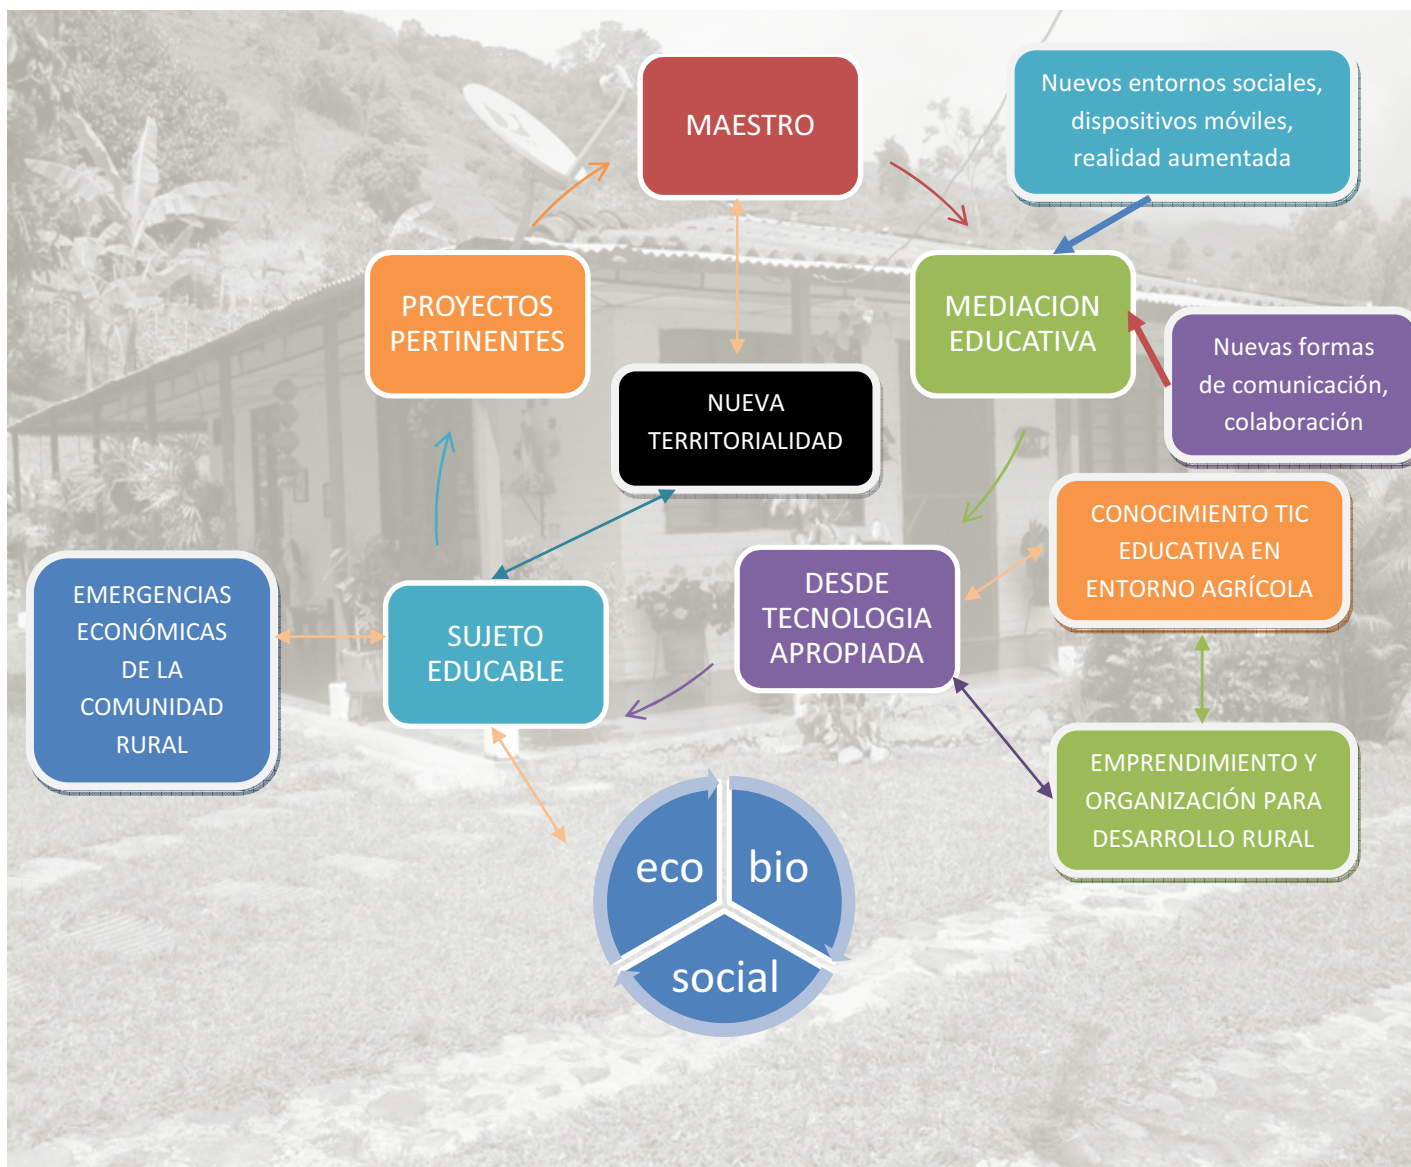 MAESTRO
Nuevos entornos sociales,
dispositivos móviles,
realidad aumentada
PROYECTOS
PERTINENTES
MEDIACION
EDUCATIVA
Nuevas formas
de comunicación,
colaboración
NUEVA
TERRITORIALIDAD
CONOCIMIENTO TIC
EDUCATIVA EN
ENTORNO AGRÍCOLA
EMERGENCIAS
ECONÓMICAS
DE LA
COMUNIDAD
RURAL
SUJETO
EDUCABLE
DESDE
TECNOLOGIA
APROPIADA
EMPRENDIMIENTO Y
ORGANIZACIÓN PARA
DESARROLLO RURAL
eco
bio
social